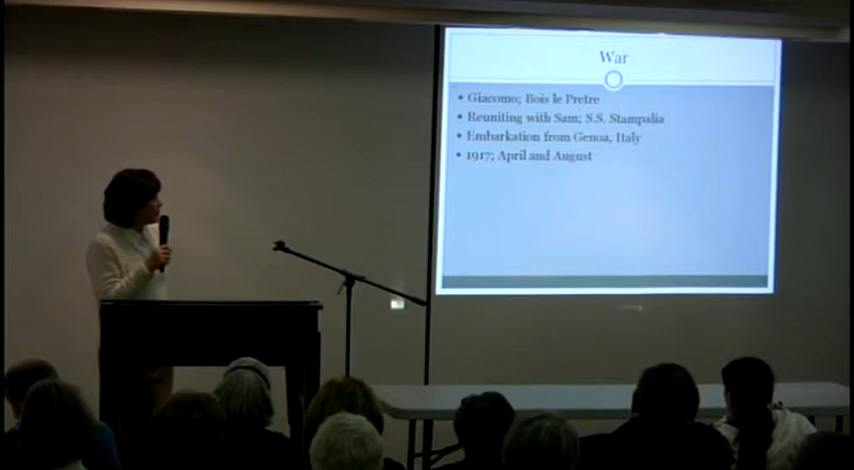 War
• Giacomo; Bois le Pretre
• Reuniting with Sam; S.S. Stampalia
• Embarkation from Genoa, Italy
• 1917; April and August